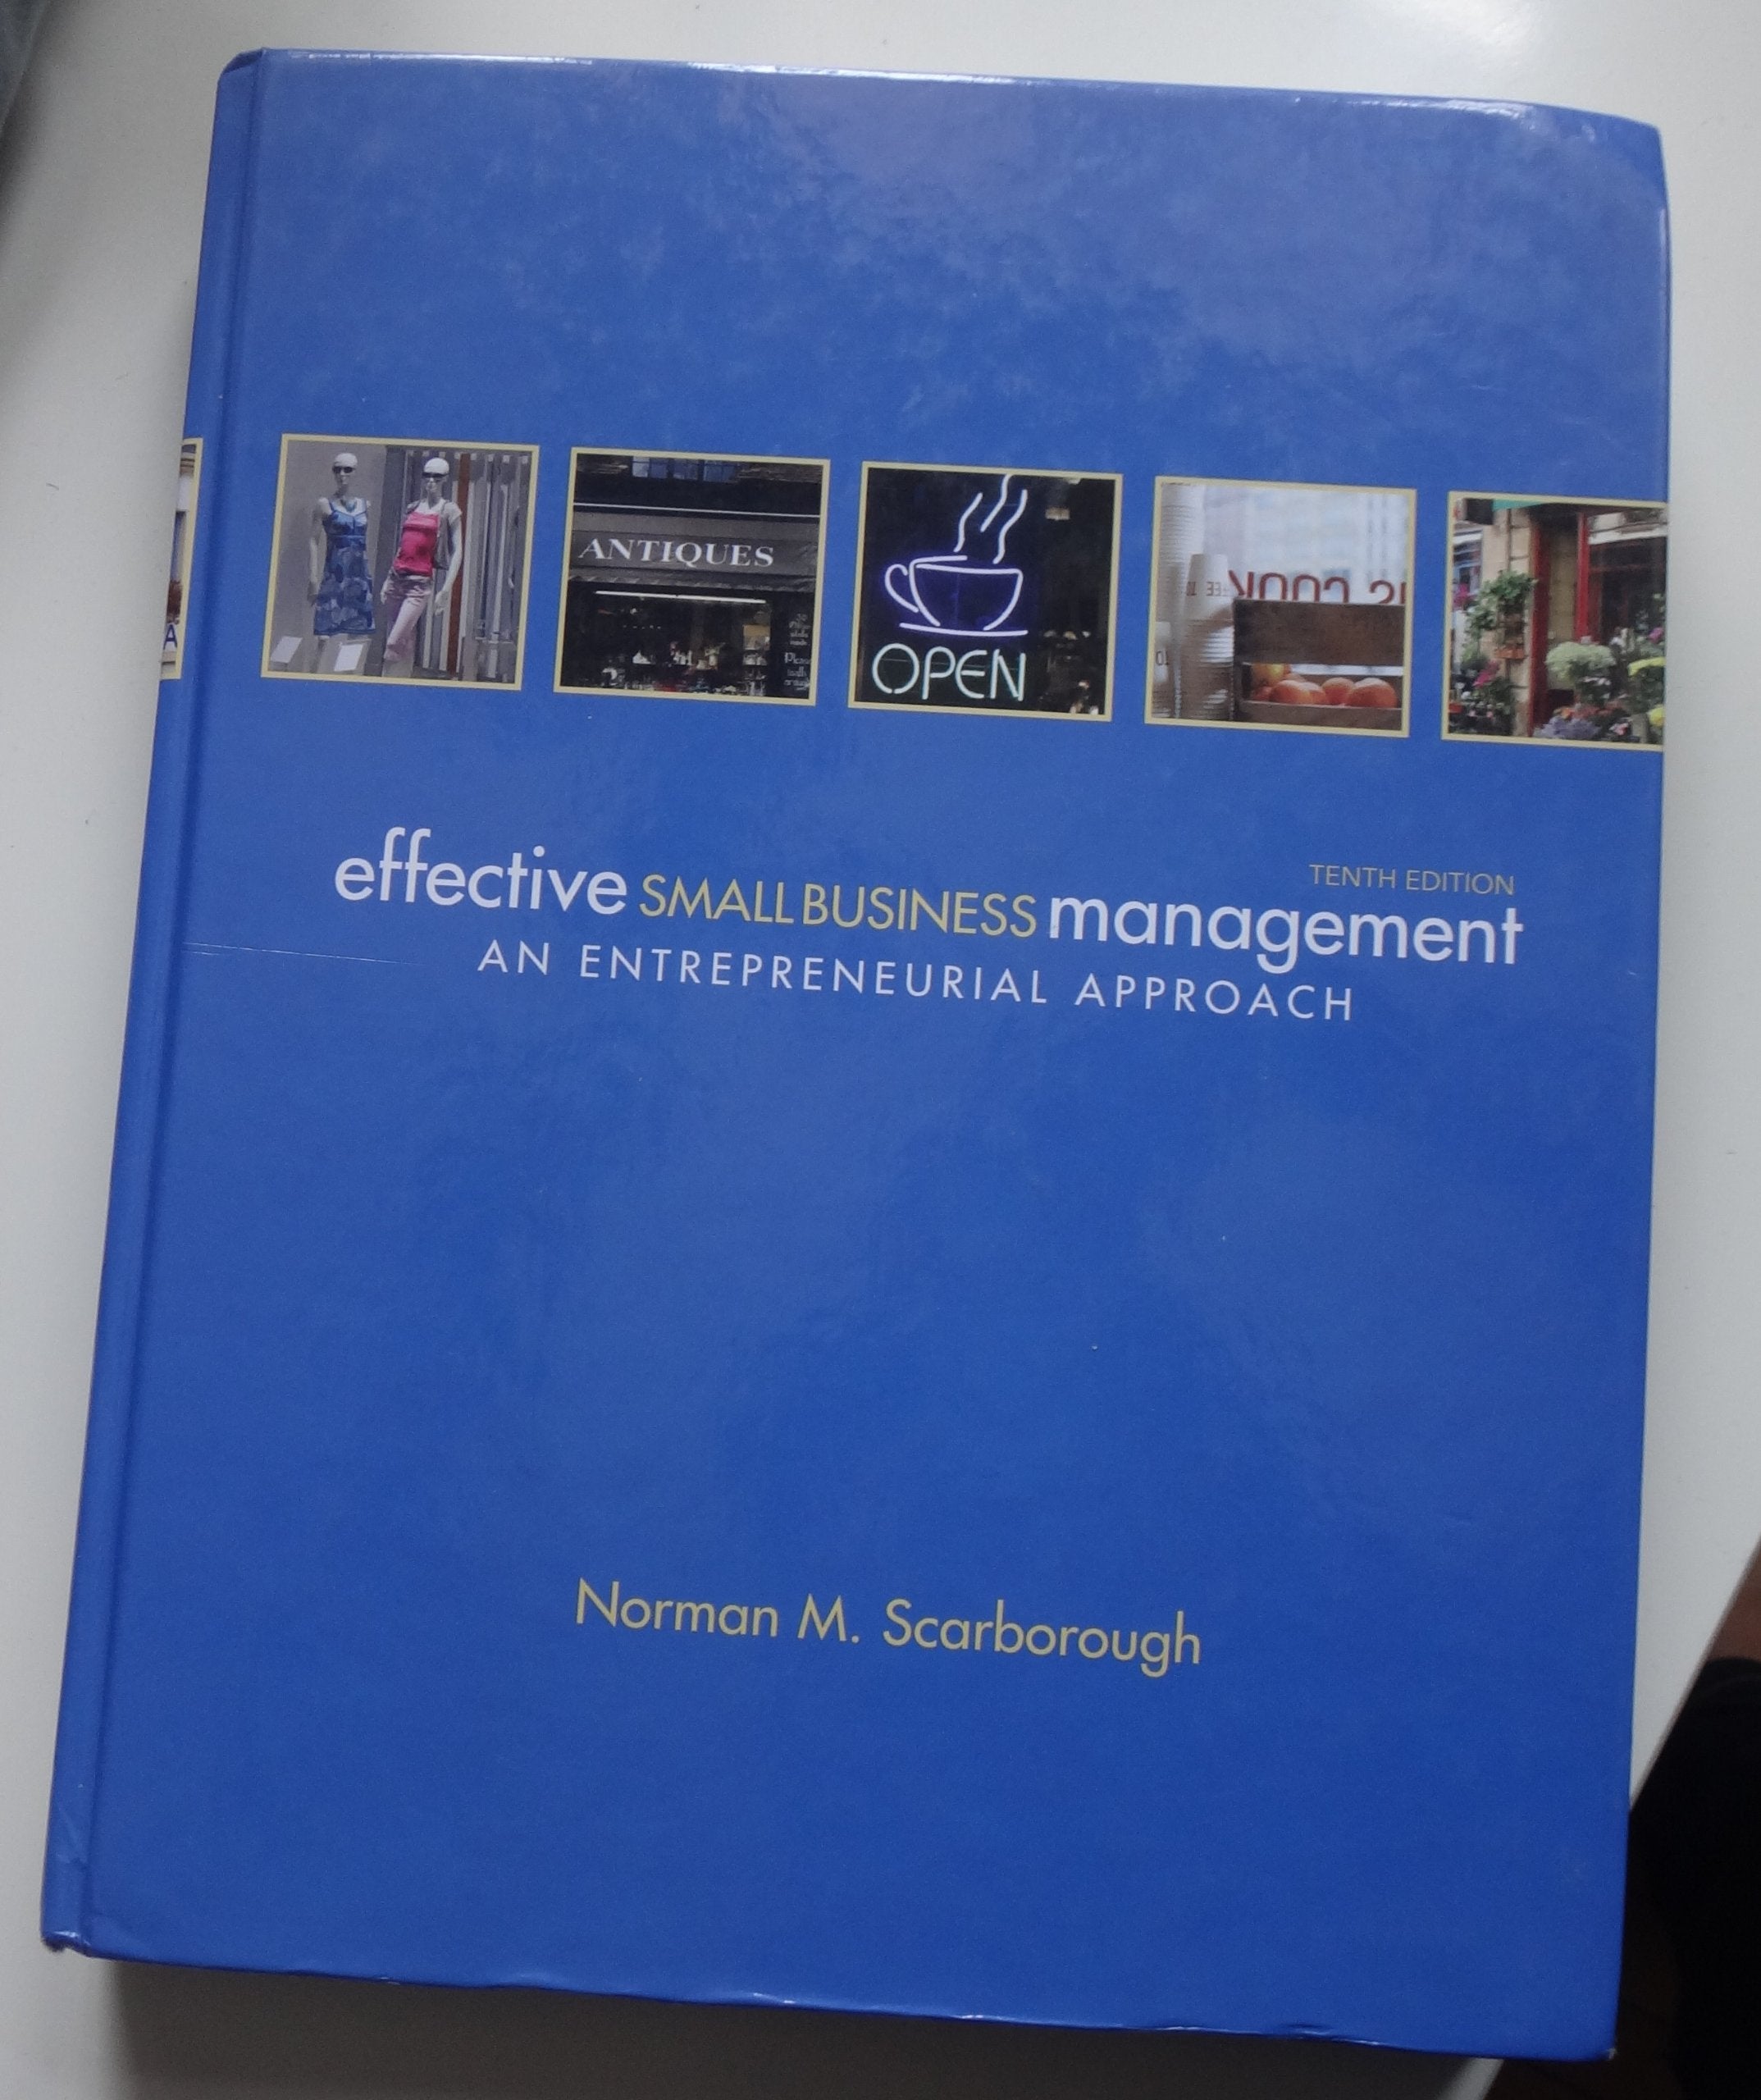 ANTIQUES
OPEN
TENTH EDITION
effective SMALL BUSINESS management
AN ENTREPRENEURIAL APPROACH
Norman M. Scarborough